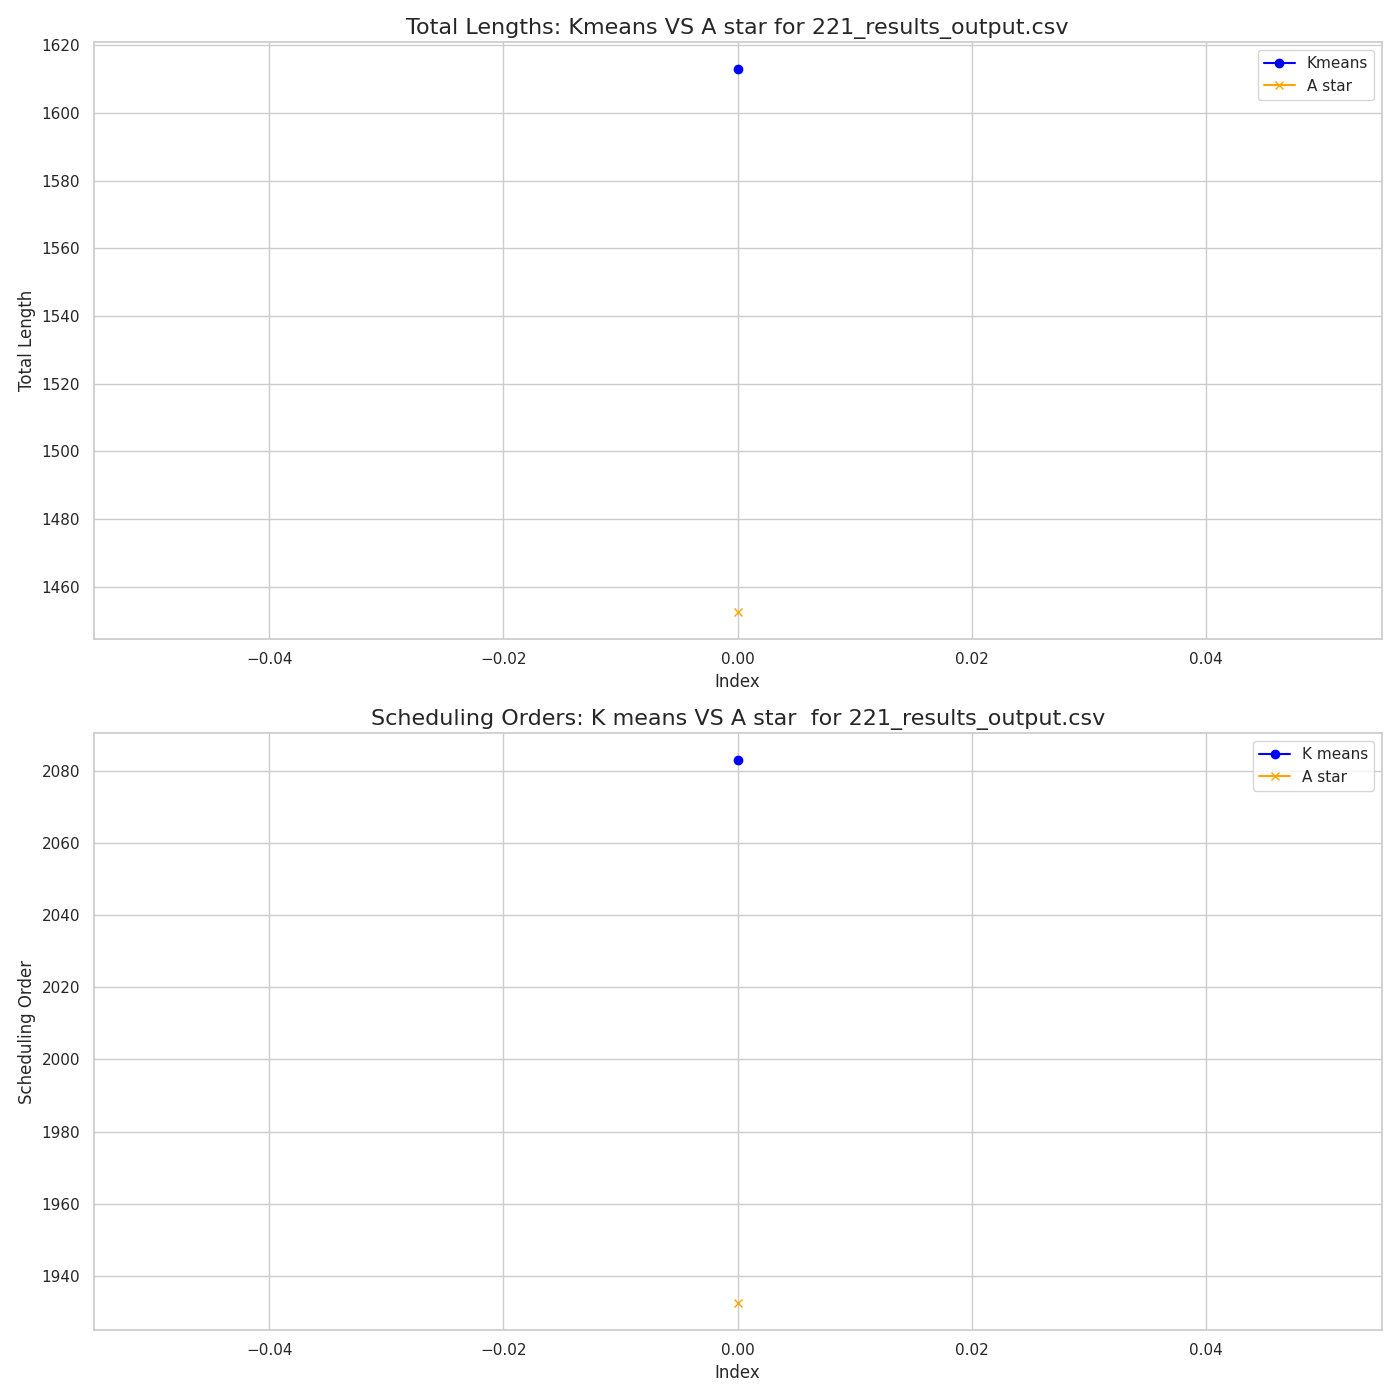 Total Lengths: Kmeans VS A star for 221_results_output.csv
1620
1600
1580
1560
1540
1520
1500
1480
1460
Total Length
Kmeans
A star
−0.04
−0.02
0.00
0.02
0.04
Index
Scheduling Orders: K means VS A star  for 221_results_output.csv
2080
2060
2040
2020
2000
1980
1960
1940
Scheduling Order
K means
A star
−0.04
−0.02
0.00
0.02
0.04
Index